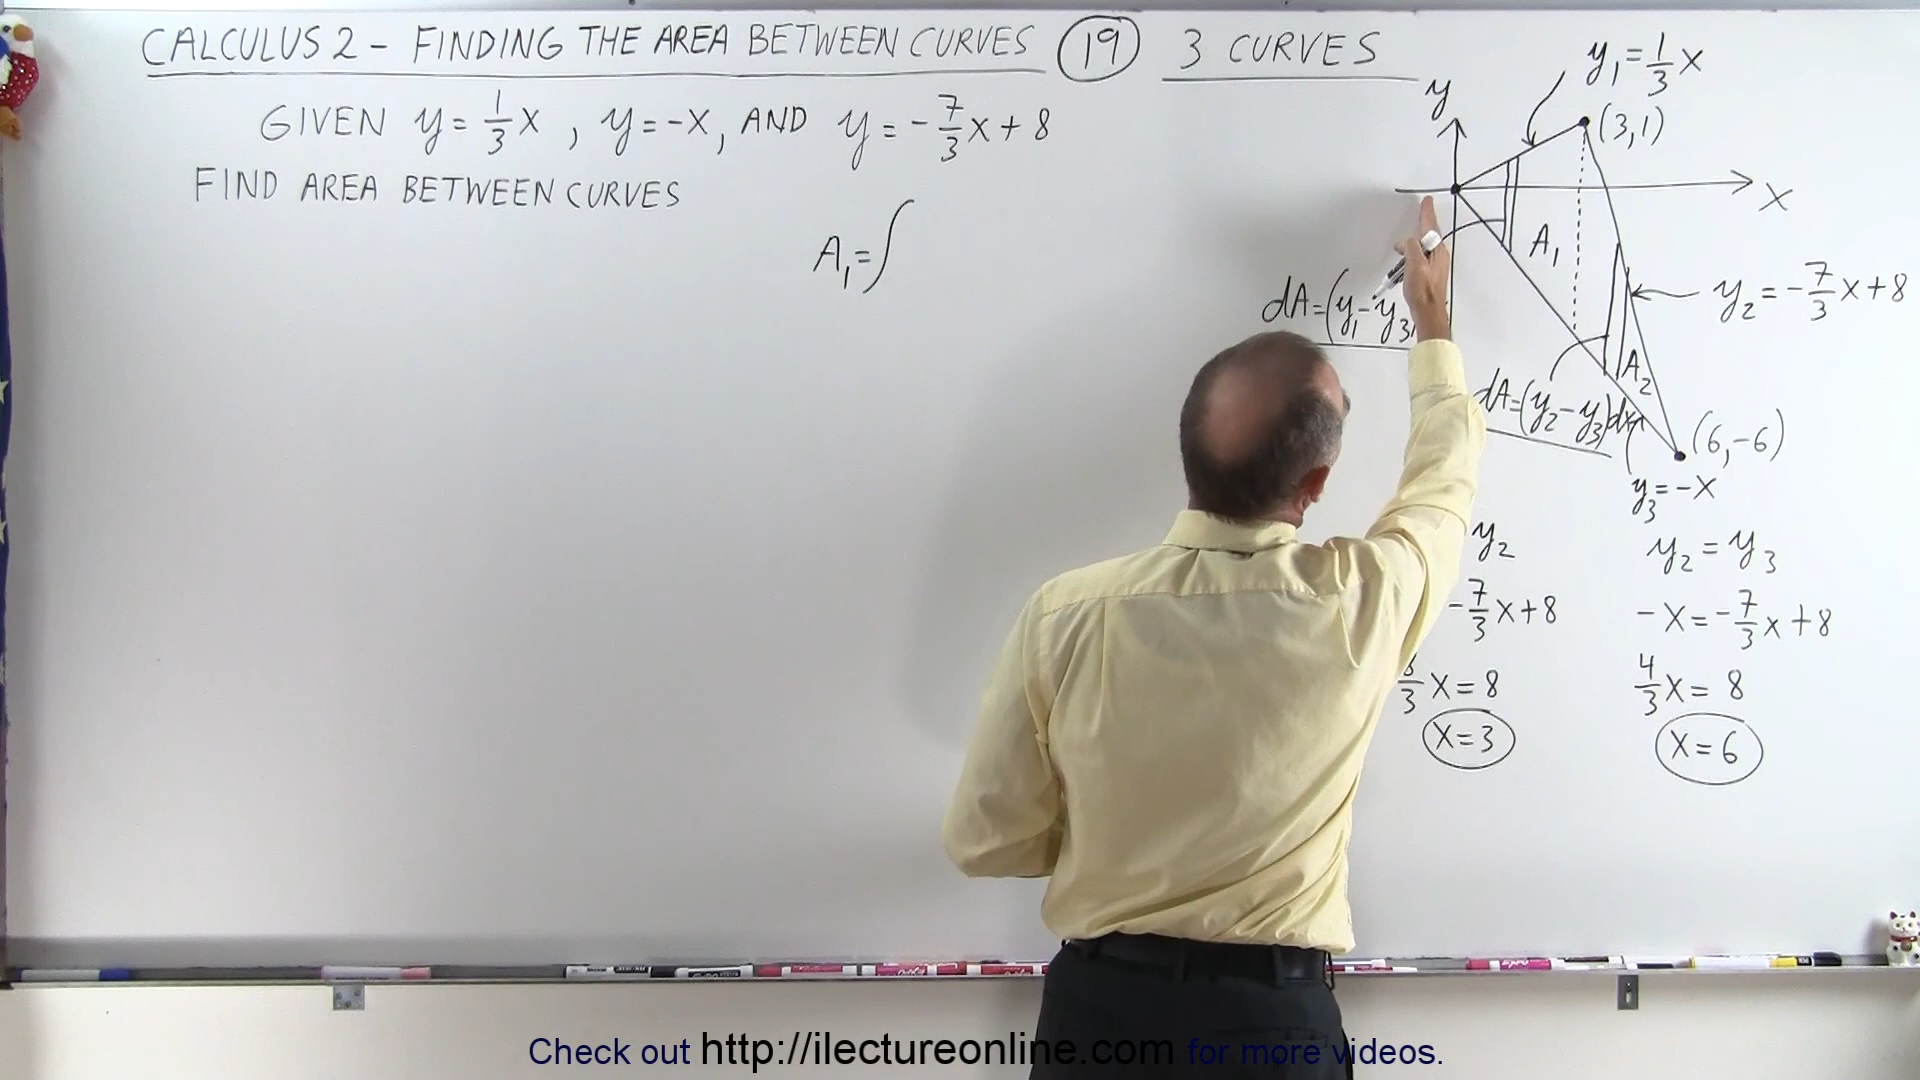 CALCULUS 2 - FINDING THE AREA BETWEEN CURVES (19) 3 CURVES
GIVEN y = 1/3 x , y = -x, AND y = -7/3 x + 8
FIND AREA BETWEEN CURVES
A₁ = ∫
y₁ = 1/3 x
y
(3,1)
x
A₁
y₂ = -7/3 x + 8
dA = (y₁ - y₃
A₂
dA = (y₂ - y₃)dx
(6,-6)
y₃ = -x
y₂
-7/3 x + 8
/3 x = 8
x = 3
y₂ = y₃
-x = -7/3 x + 8
4/3 x = 8
x = 6
Check out http://ilectureonline.com for more videos.